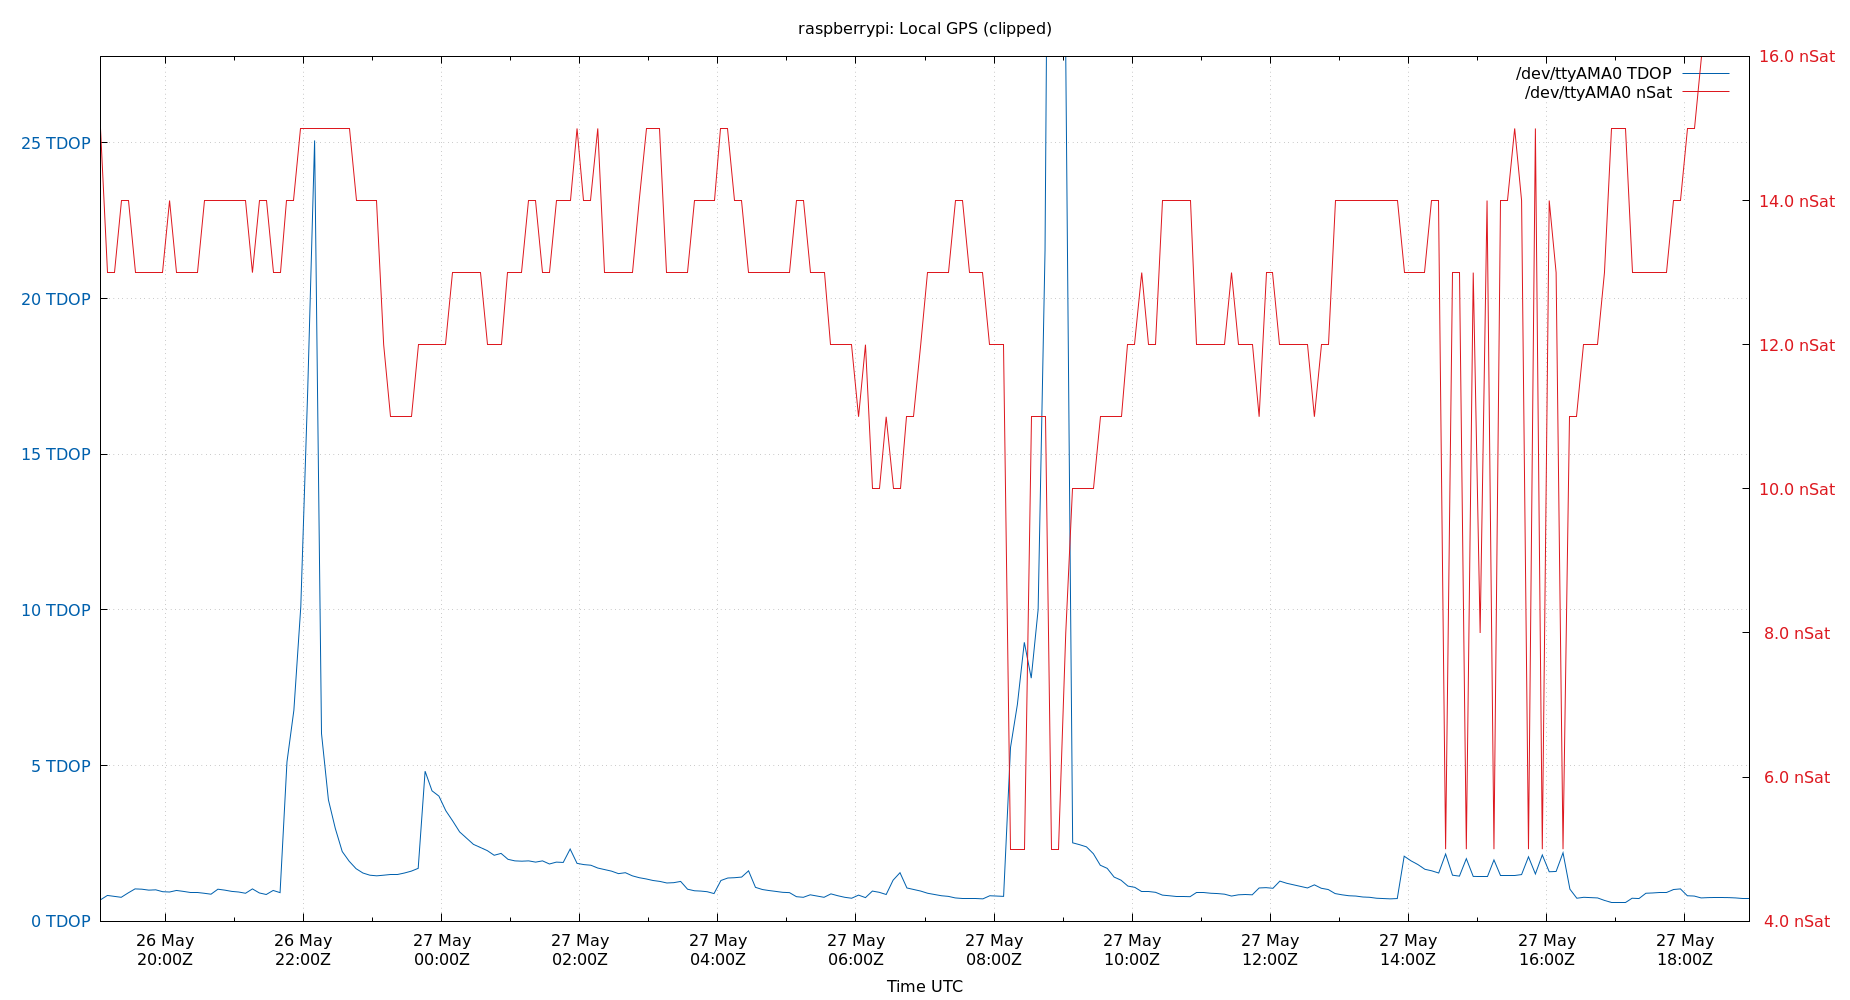 raspberrypi: Local GPS (clipped)
/dev/ttyAMA0 TDOP
/dev/ttyAMA0 nSat
25 TDOP
20 TDOP
15 TDOP
10 TDOP
5 TDOP
0 TDOP
16.0 nSat
14.0 nSat
12.0 nSat
10.0 nSat
8.0 nSat
6.0 nSat
4.0 nSat
26 May 26 May 27 May 27 May 27 May 27 May 27 May 27 May 27 May 27 May 27 May 27 May
20:00Z 22:00Z 00:00Z 02:00Z 04:00Z 06:00Z 08:00Z 10:00Z 12:00Z 14:00Z 16:00Z 18:00Z
Time UTC